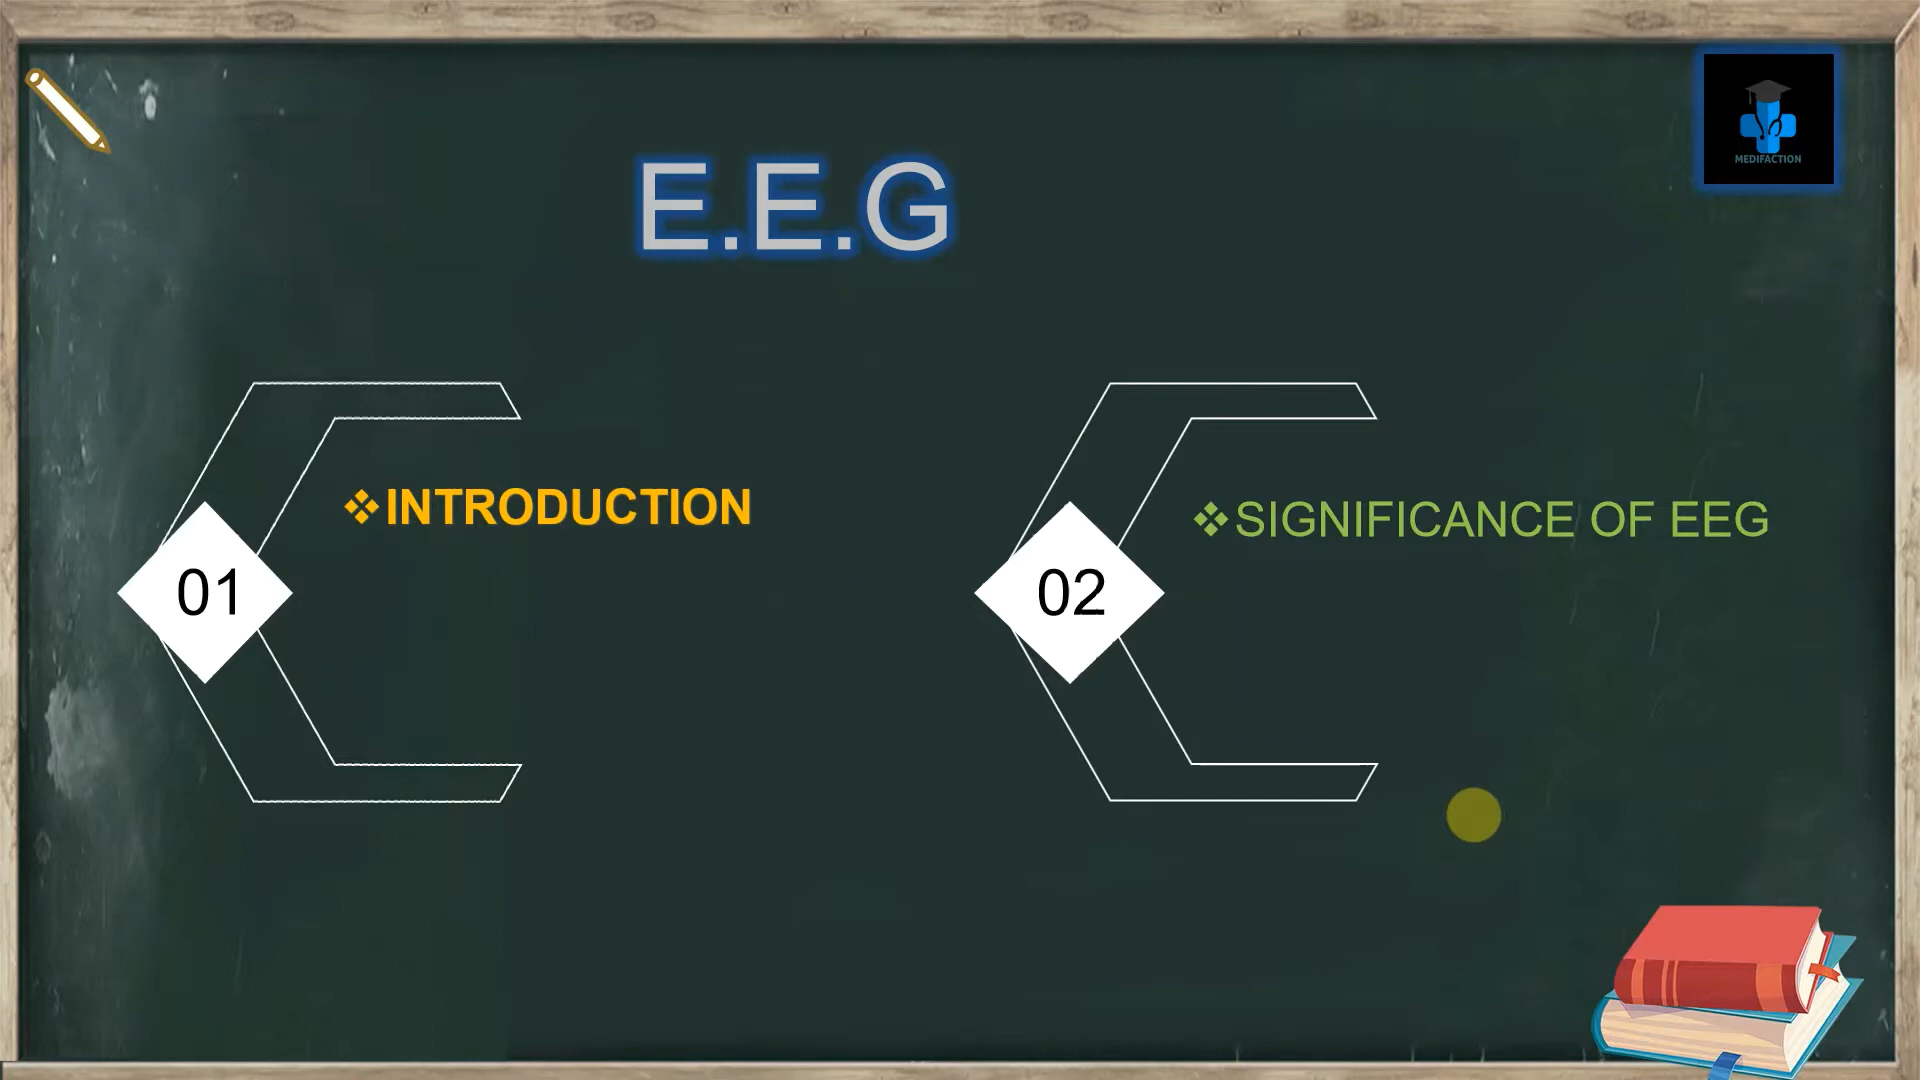 MEDIFACTION
E.E.G
❖INTRODUCTION
❖SIGNIFICANCE OF EEG
01
02